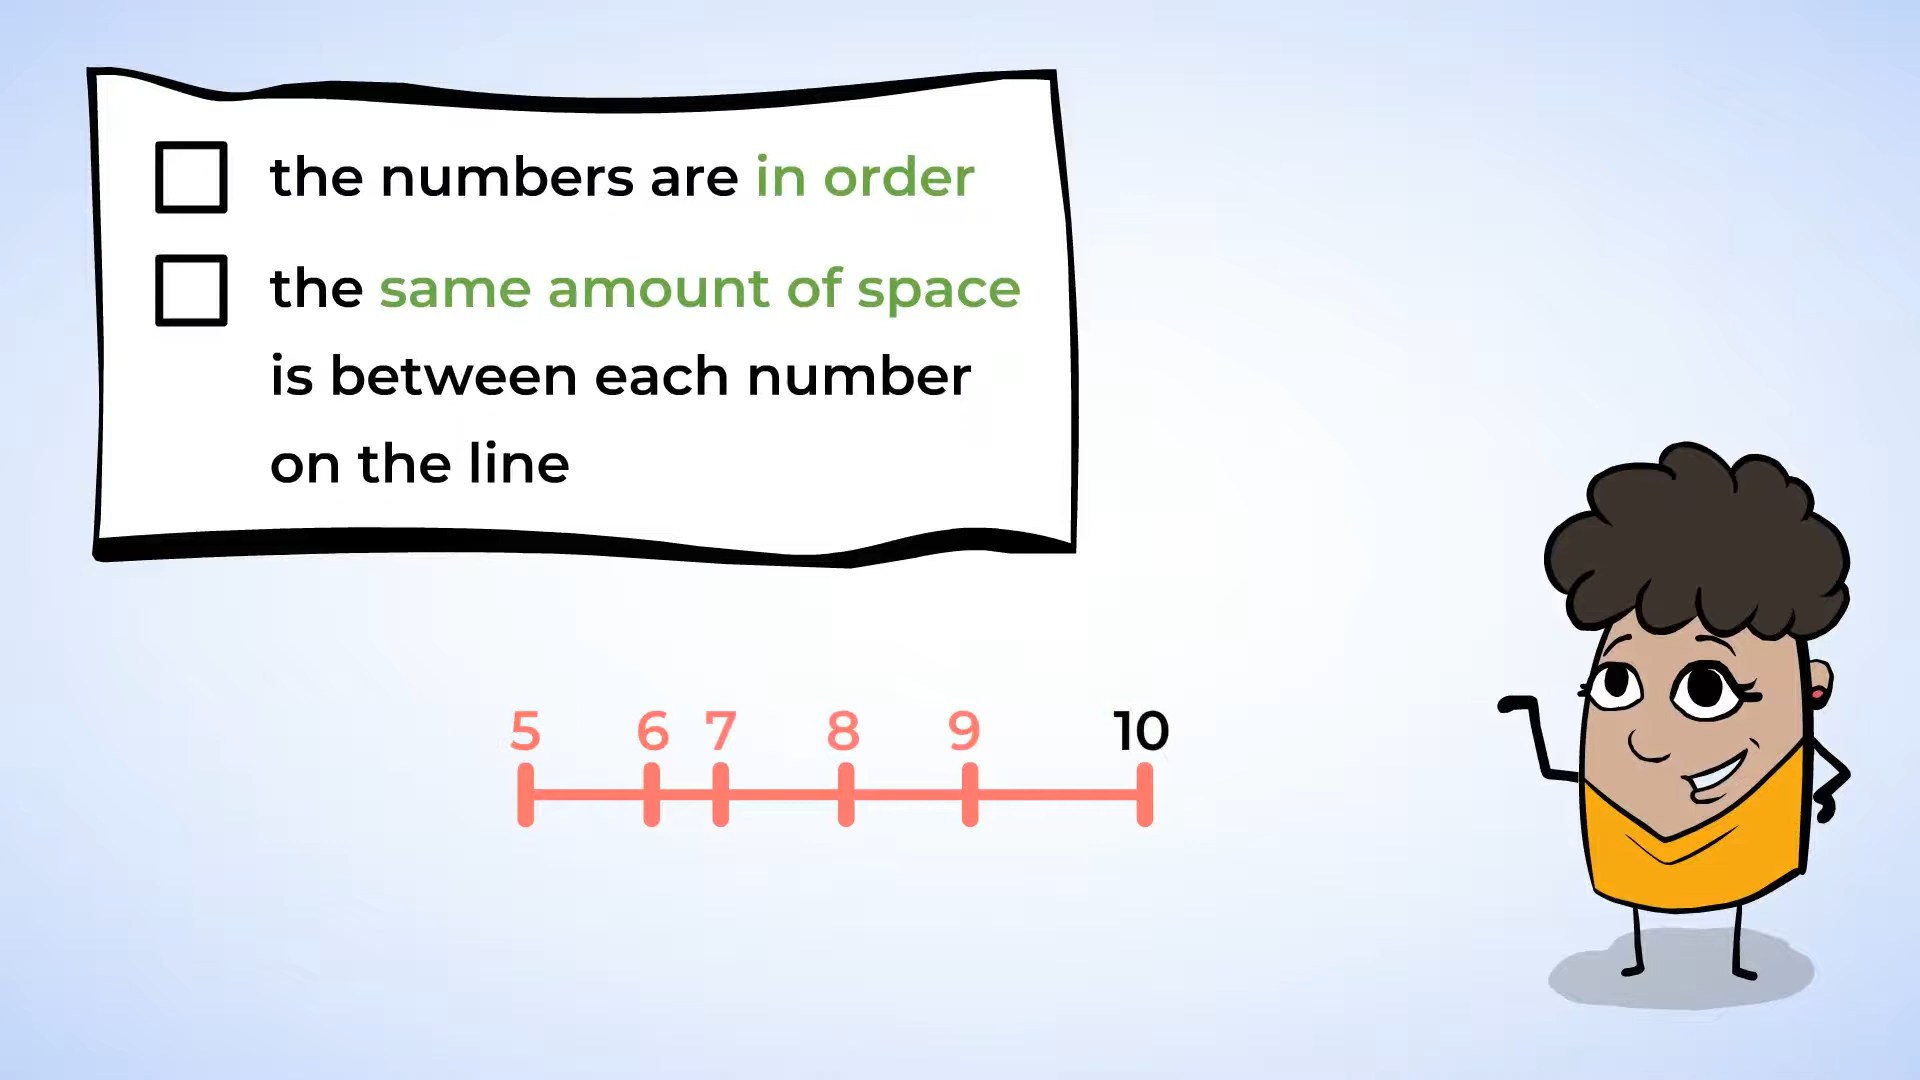 the numbers are in order
the same amount of space
is between each number
on the line
5 6 7 8 9 10